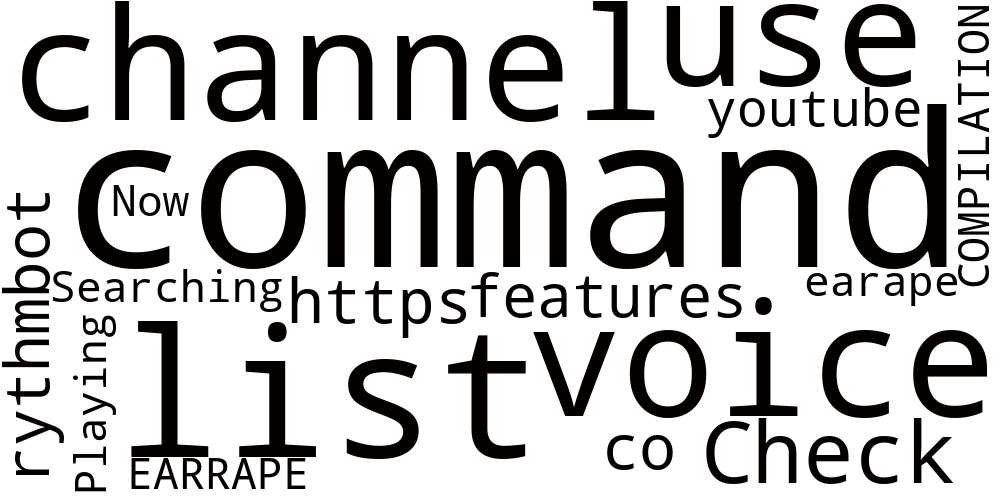 channel
use
COMPILATION
youtube
command
Now
rythmbot
Searching
https
features
earape
Playing
list
voice
EARRAPE
co
Check